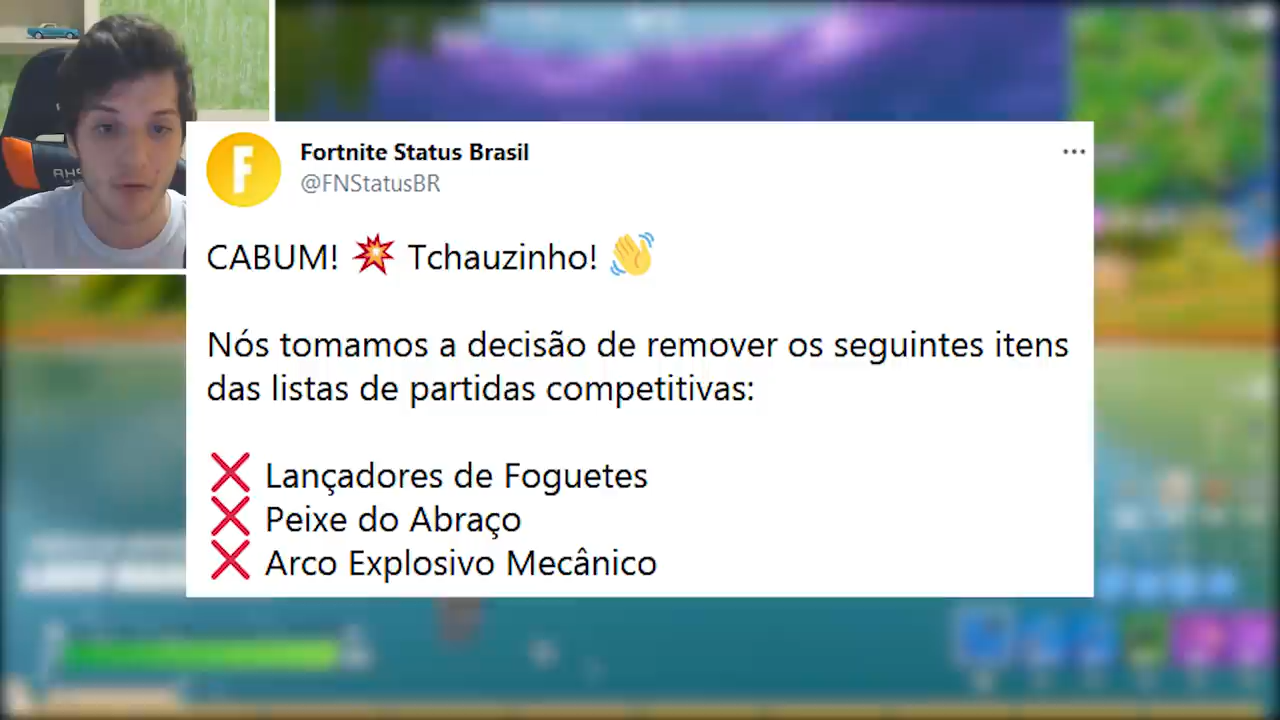 Fortnite Status Brasil
@FNStatusBR
CABUM! 💥 Tchauzinho! 👋
Nós tomamos a decisão de remover os seguintes itens
das listas de partidas competitivas:
❌ Lançadores de Foguetes
❌ Peixe do Abraço
❌ Arco Explosivo Mecânico